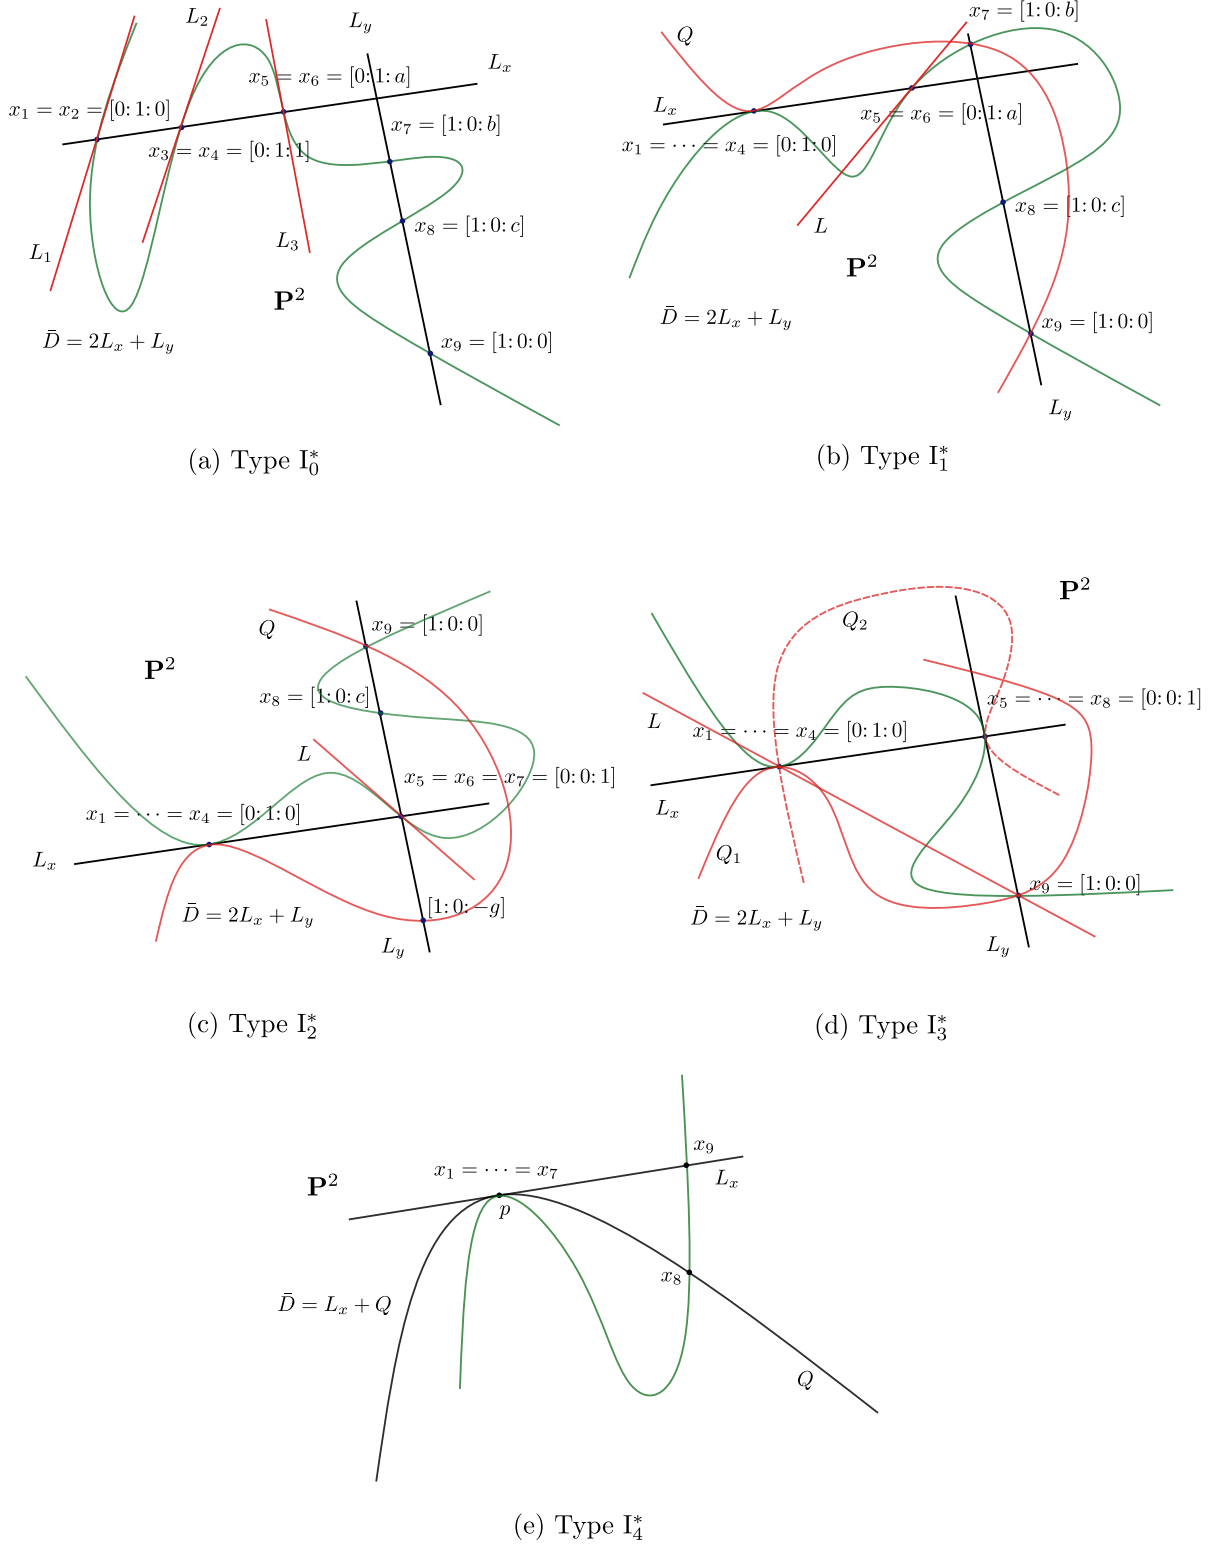 L_2
L_y
L_x
x_5 = x_6 = [0:1:a]
x_1 = x_2 = [0:1:0]
x_7 = [1:0:b]
x_3 = x_4 = [0:1:1]
x_8 = [1:0:c]
L_1
L_3
P^2
D̄ = 2L_x + L_y
x_9 = [1:0:0]
(a) Type I_0^*
x_7 = [1:0:b]
Q
L_x
x_5 = x_6 = [0:1:a]
x_1 = ⋯ = x_4 = [0:1:0]
x_8 = [1:0:c]
L
P^2
D̄ = 2L_x + L_y
x_9 = [1:0:0]
L_y
(b) Type I_1^*
Q
x_9 = [1:0:0]
P^2
x_8 = [1:0:c]
L
x_5 = x_6 = x_7 = [0:0:1]
x_1 = ⋯ = x_4 = [0:1:0]
L_x
D̄ = 2L_x + L_y
[1:0:−g]
L_y
(c) Type I_2^*
P^2
Q_2
x_5 = ⋯ = x_8 = [0:0:1]
L
x_1 = ⋯ = x_4 = [0:1:0]
L_x
Q_1
x_9 = [1:0:0]
D̄ = 2L_x + L_y
L_y
(d) Type I_3^*
x_9
x_1 = ⋯ = x_7
P^2
L_x
p
x_8
D̄ = L_x + Q
Q
(e) Type I_4^*